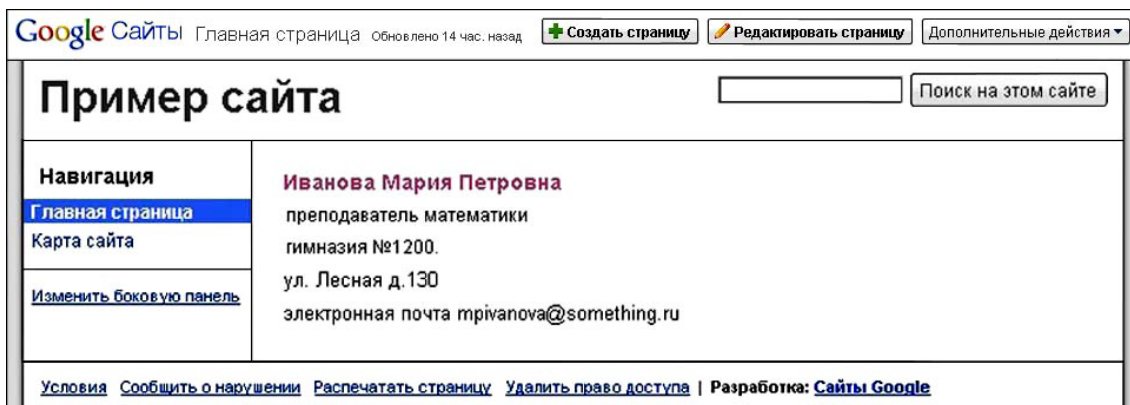 Google Сайты Главная страница Обновлено 14 час. назад Создать страницу Редактировать страницу Дополнительные действия
Пример сайта
Поиск на этом сайте
Навигация
Главная страница
Карта сайта
Изменить боковую панель
Иванова Мария Петровна
преподаватель математики
гимназия №1200.
ул. Лесная д.130
электронная почта mpivanova@something.ru
Условия Сообщить о нарушении Распечатать страницу Удалить право доступа | Разработка: Сайты Google